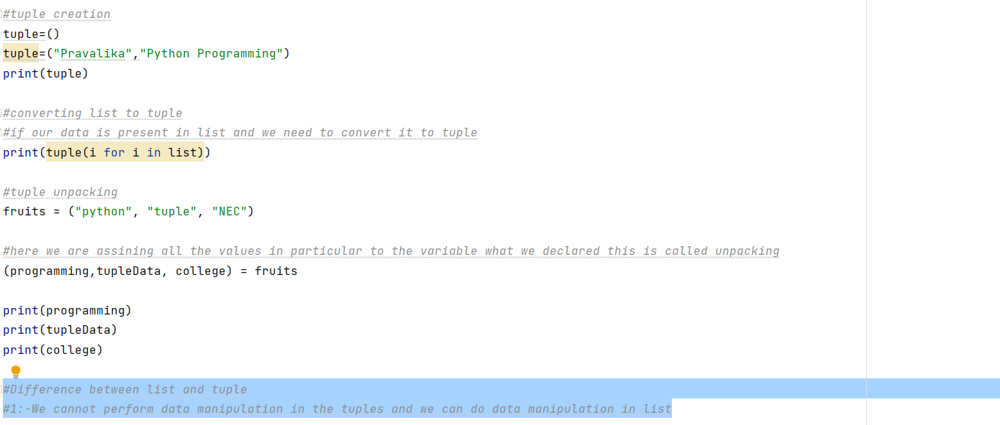 #tuple creation
tuple=()
tuple=("Pravalika","Python Programming")
print(tuple)
#converting list to tuple
#if our data is present in list and we need to convert it to tuple
print(tuple(i for i in list))
#tuple unpacking
fruits = ("python", "tuple", "NEC")
#here we are assining all the values in particular to the variable what we declared this is called unpacking
(programming,tupleData, college) = fruits
print(programming)
print(tupleData)
print(college)
#Difference between list and tuple
#1:-We cannot perform data manipulation in the tuples and we can do data manipulation in list